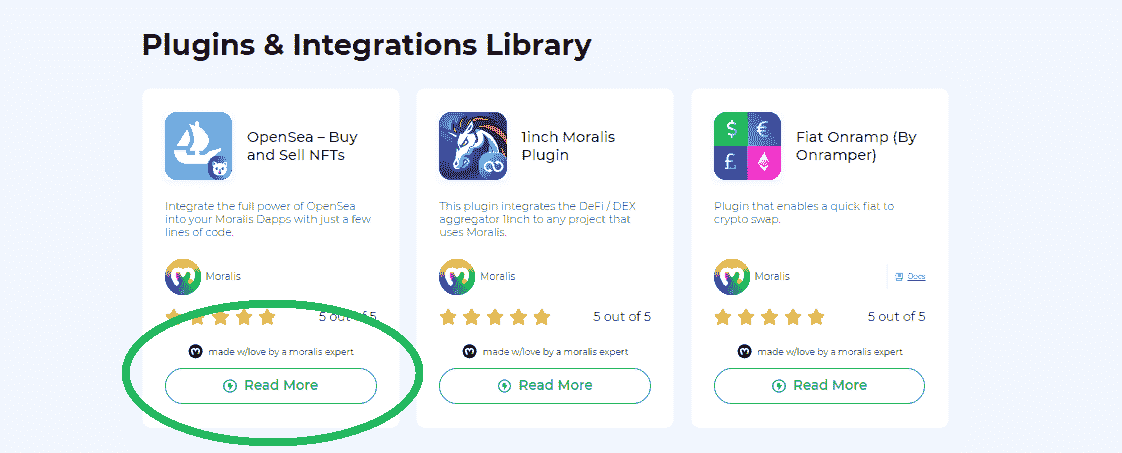 Plugins & Integrations Library
OpenSea – Buy
and Sell NFTs
Integrate the full power of OpenSea
into your Moralis Dapps with just a few
lines of code.
Moralis
5 out of 5
made w/love by a moralis expert
Read More
1inch Moralis
Plugin
This plugin integrates the DeFi / DEX
aggregator 1Inch to any project that
uses Moralis.
Moralis
5 out of 5
made w/love by a moralis expert
Read More
Fiat Onramp (By
Onramper)
Plugin that enables a quick fiat to
crypto swap.
Moralis
Docs
5 out of 5
made w/love by a moralis expert
Read More